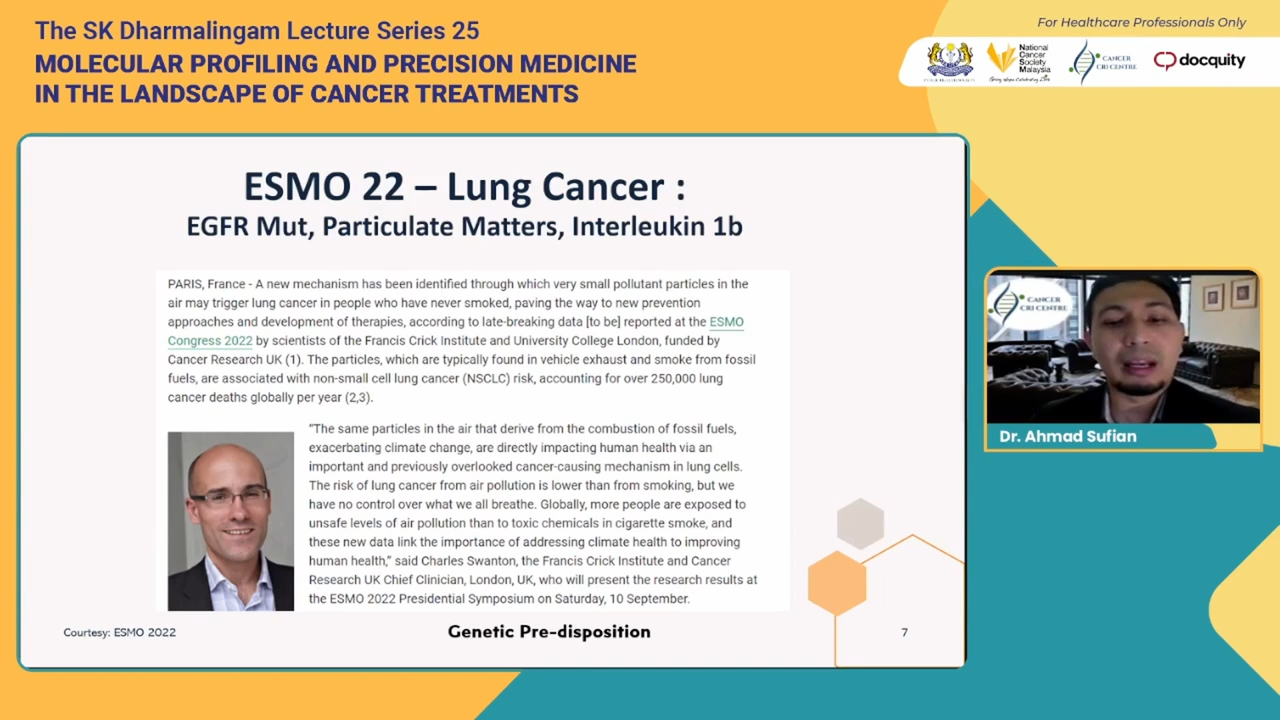 The SK Dharmalingam Lecture Series 25
MOLECULAR PROFILING AND PRECISION MEDICINE
IN THE LANDSCAPE OF CANCER TREATMENTS
For Healthcare Professionals Only
National
Cancer
Society
Malaysia
CANCER
CRI CENTRE
docquity
ESMO 22 – Lung Cancer :
EGFR Mut, Particulate Matters, Interleukin 1b
PARIS, France - A new mechanism has been identified through which very small pollutant particles in the
air may trigger lung cancer in people who have never smoked, paving the way to new prevention
approaches and development of therapies, according to late-breaking data [to be] reported at the ESMO
Congress 2022 by scientists of the Francis Crick Institute and University College London, funded by
Cancer Research UK (1). The particles, which are typically found in vehicle exhaust and smoke from fossil
fuels, are associated with non-small cell lung cancer (NSCLC) risk, accounting for over 250,000 lung
cancer deaths globally per year (2,3).
"The same particles in the air that derive from the combustion of fossil fuels,
exacerbating climate change, are directly impacting human health via an
important and previously overlooked cancer-causing mechanism in lung cells.
The risk of lung cancer from air pollution is lower than from smoking, but we
have no control over what we all breathe. Globally, more people are exposed to
unsafe levels of air pollution than to toxic chemicals in cigarette smoke, and
these new data link the importance of addressing climate health to improving
human health," said Charles Swanton, the Francis Crick Institute and Cancer
Research UK Chief Clinician, London, UK, who will present the research results at
the ESMO 2022 Presidential Symposium on Saturday, 10 September.
Courtesy: ESMO 2022
Genetic Pre-disposition
7
CANCER
CRI CENTRE
Dr. Ahmad Sufian